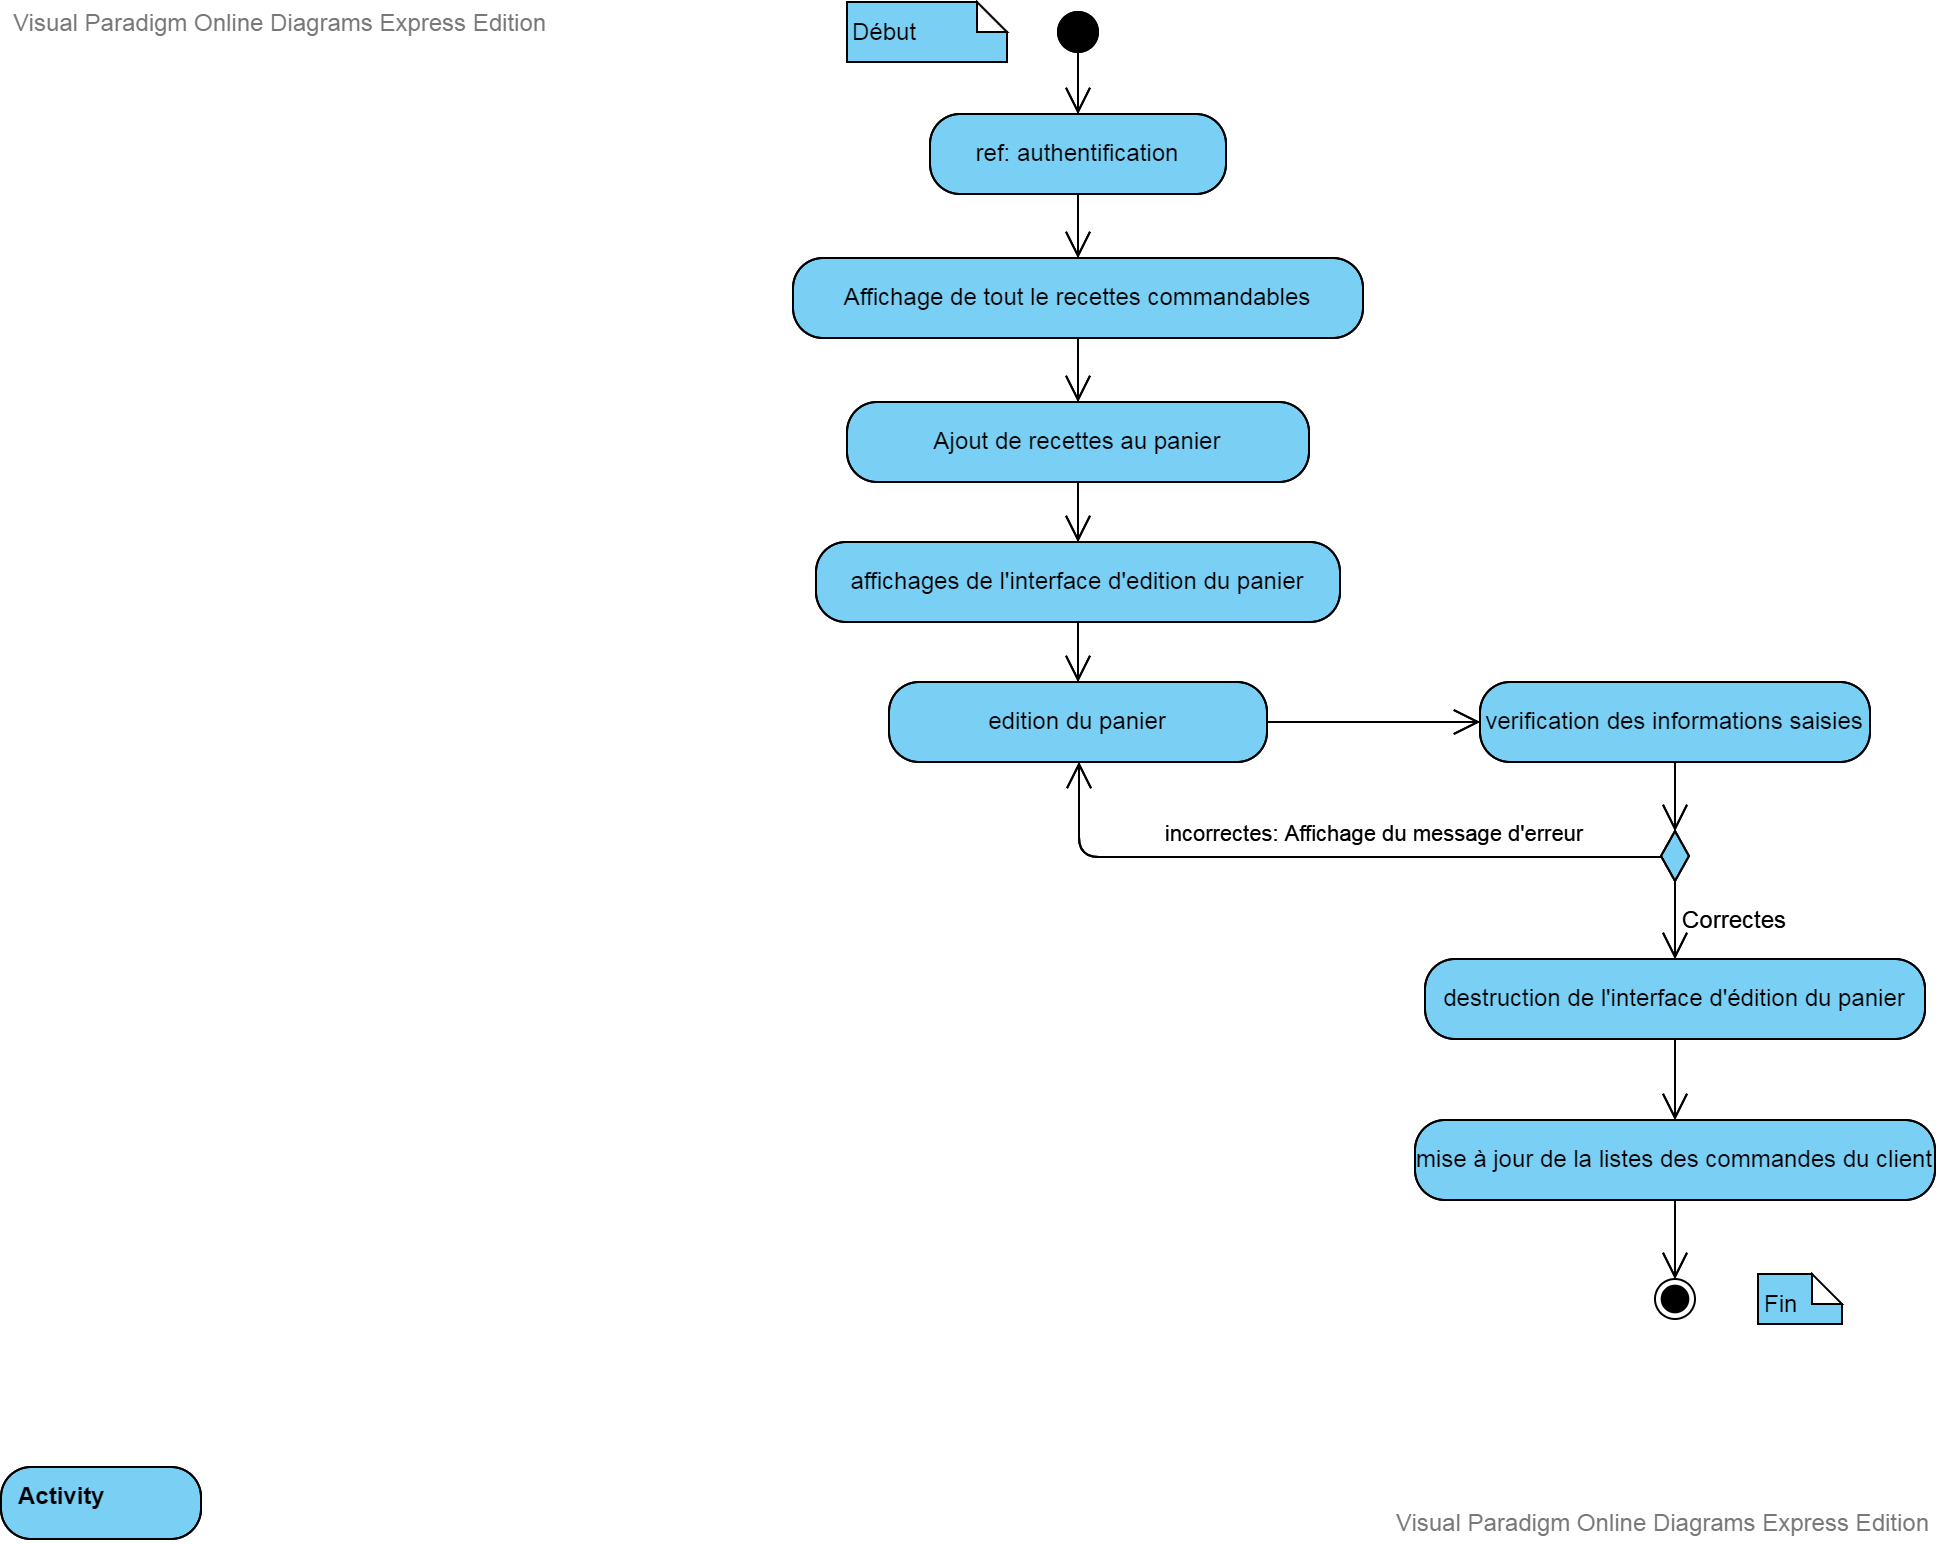 Visual Paradigm Online Diagrams Express Edition
Début
ref: authentification
Affichage de tout le recettes commandables
Ajout de recettes au panier
affichages de l'interface d'edition du panier
edition du panier
verification des informations saisies
incorrectes: Affichage du message d'erreur
Correctes
destruction de l'interface d'édition du panier
mise à jour de la listes des commandes du client
Fin
Activity
Visual Paradigm Online Diagrams Express Edition